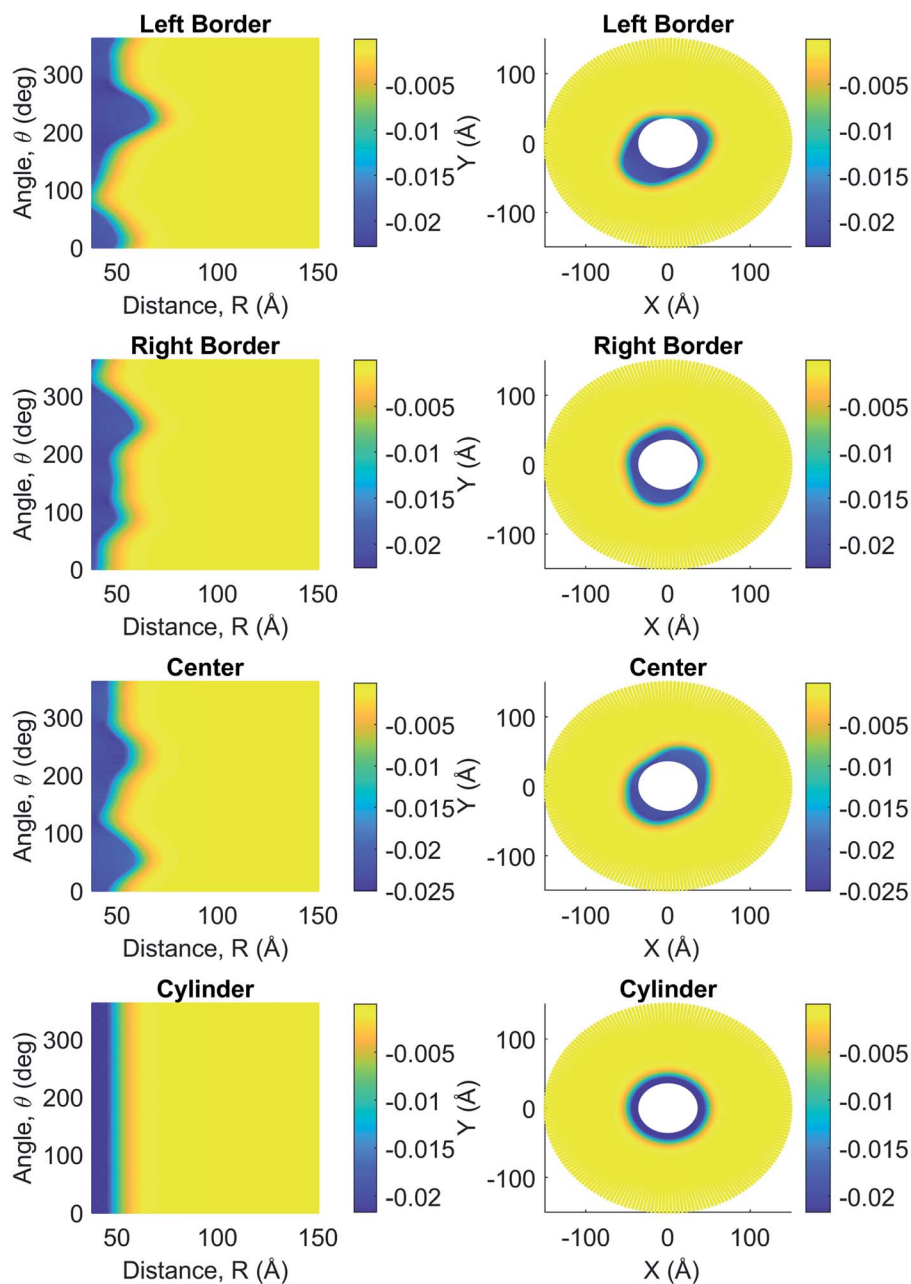 Left Border
Angle, θ (deg)
300
200
100
0
50 100 150
Distance, R (Å)
-0.005
-0.01
-0.015
-0.02
Left Border
Y (Å)
100
0
-100
-100 0 100
X (Å)
-0.005
-0.01
-0.015
-0.02
Right Border
Angle, θ (deg)
300
200
100
0
50 100 150
Distance, R (Å)
-0.005
-0.01
-0.015
-0.02
Right Border
Y (Å)
100
0
-100
-100 0 100
X (Å)
-0.005
-0.01
-0.015
-0.02
Center
Angle, θ (deg)
300
200
100
0
50 100 150
Distance, R (Å)
-0.005
-0.01
-0.015
-0.02
-0.025
Center
Y (Å)
100
0
-100
-100 0 100
X (Å)
-0.005
-0.01
-0.015
-0.02
-0.025
Cylinder
Angle, θ (deg)
300
200
100
0
50 100 150
Distance, R (Å)
-0.005
-0.01
-0.015
-0.02
Cylinder
Y (Å)
100
0
-100
-100 0 100
X (Å)
-0.005
-0.01
-0.015
-0.02